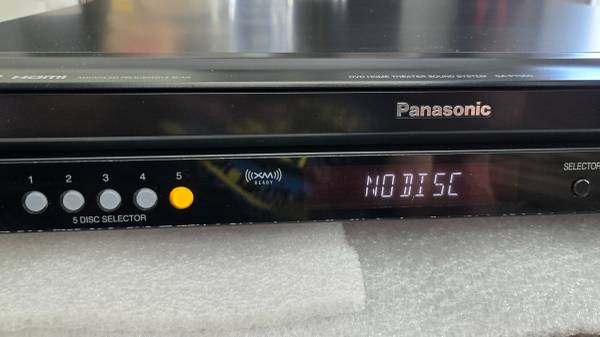 HDMI
DVD HOME THEATER SOUND SYSTEM
Panasonic
1 2 3 4 5
((XM))
READY
NO DISC
SELECTOR
5 DISC SELECTOR